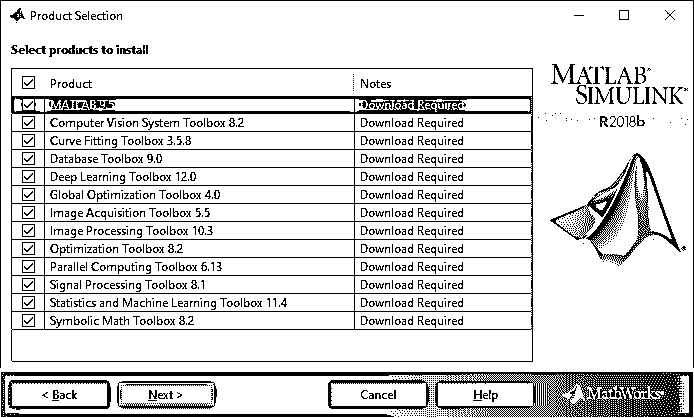 Product Selection
Select products to install
Product Notes
MATLAB 9.5 Download Required
Computer Vision System Toolbox 8.2 Download Required
Curve Fitting Toolbox 3.5.8 Download Required
Database Toolbox 9.0 Download Required
Deep Learning Toolbox 12.0 Download Required
Global Optimization Toolbox 4.0 Download Required
Image Acquisition Toolbox 5.5 Download Required
Image Processing Toolbox 10.3 Download Required
Optimization Toolbox 8.2 Download Required
Parallel Computing Toolbox 6.13 Download Required
Signal Processing Toolbox 8.1 Download Required
Statistics and Machine Learning Toolbox 11.4 Download Required
Symbolic Math Toolbox 8.2 Download Required
MATLAB®
SIMULINK®
R2018b
< Back Next > Cancel Help MathWorks®